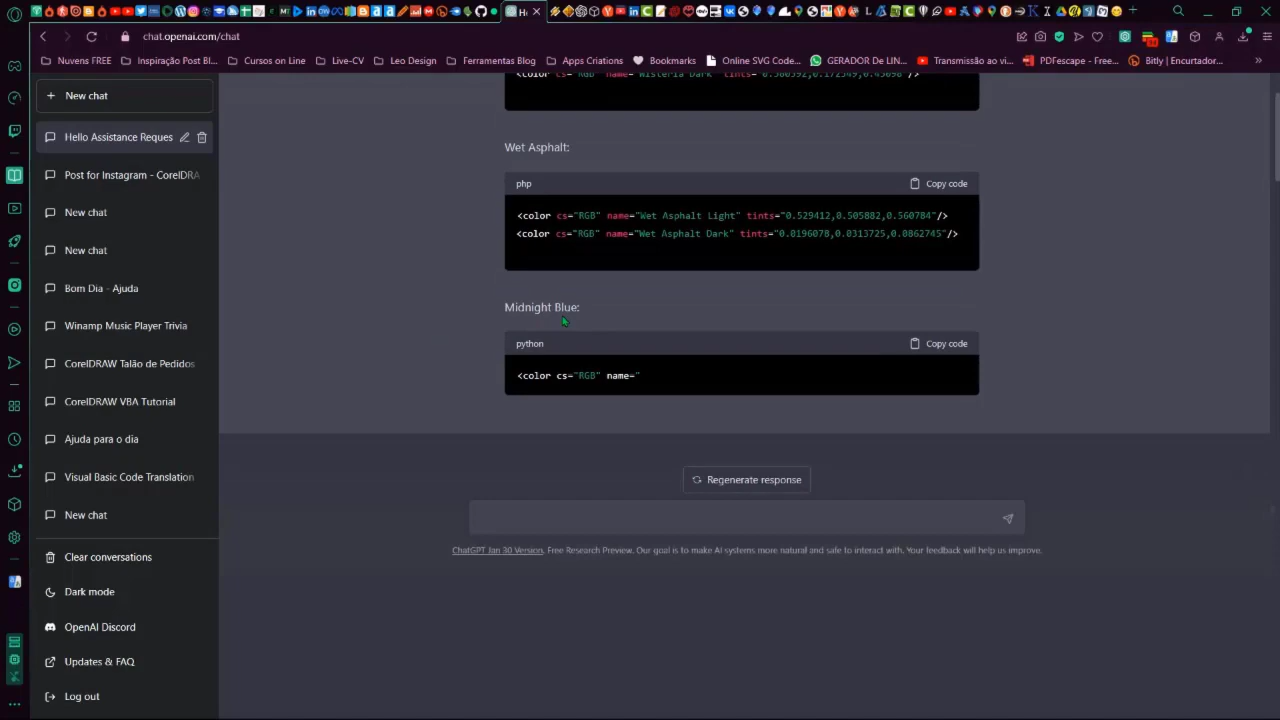 chat.openai.com/chat
Nuvens FREE
Inspiração Post Bl...
Cursos on Line
Live-CV
Leo Design
Ferramentas Blog
Apps Criations
Bookmarks
Online SVG Code...
GERADOR De LIN...
Transmissão ao vi...
PDFescape - Free...
Bitly | Encurtador...
New chat
Hello Assistance Reques
Post for Instagram - CorelDRA
New chat
New chat
Bom Dia - Ajuda
Winamp Music Player Trivia
CorelDRAW Talão de Pedidos
CorelDRAW VBA Tutorial
Ajuda para o dia
Visual Basic Code Translation
New chat
Clear conversations
Dark mode
OpenAI Discord
Updates & FAQ
Log out
Wet Asphalt:
php
Copy code
<color cs="RGB" name="Wet Asphalt Light" tints="0.529412,0.505882,0.560784"/>
<color cs="RGB" name="Wet Asphalt Dark" tints="0.0196078,0.0313725,0.0862745"/>
Midnight Blue:
python
Copy code
<color cs="RGB" name="
Regenerate response
ChatGPT Jan 30 Version. Free Research Preview. Our goal is to make AI systems more natural and safe to interact with. Your feedback will help us improve.